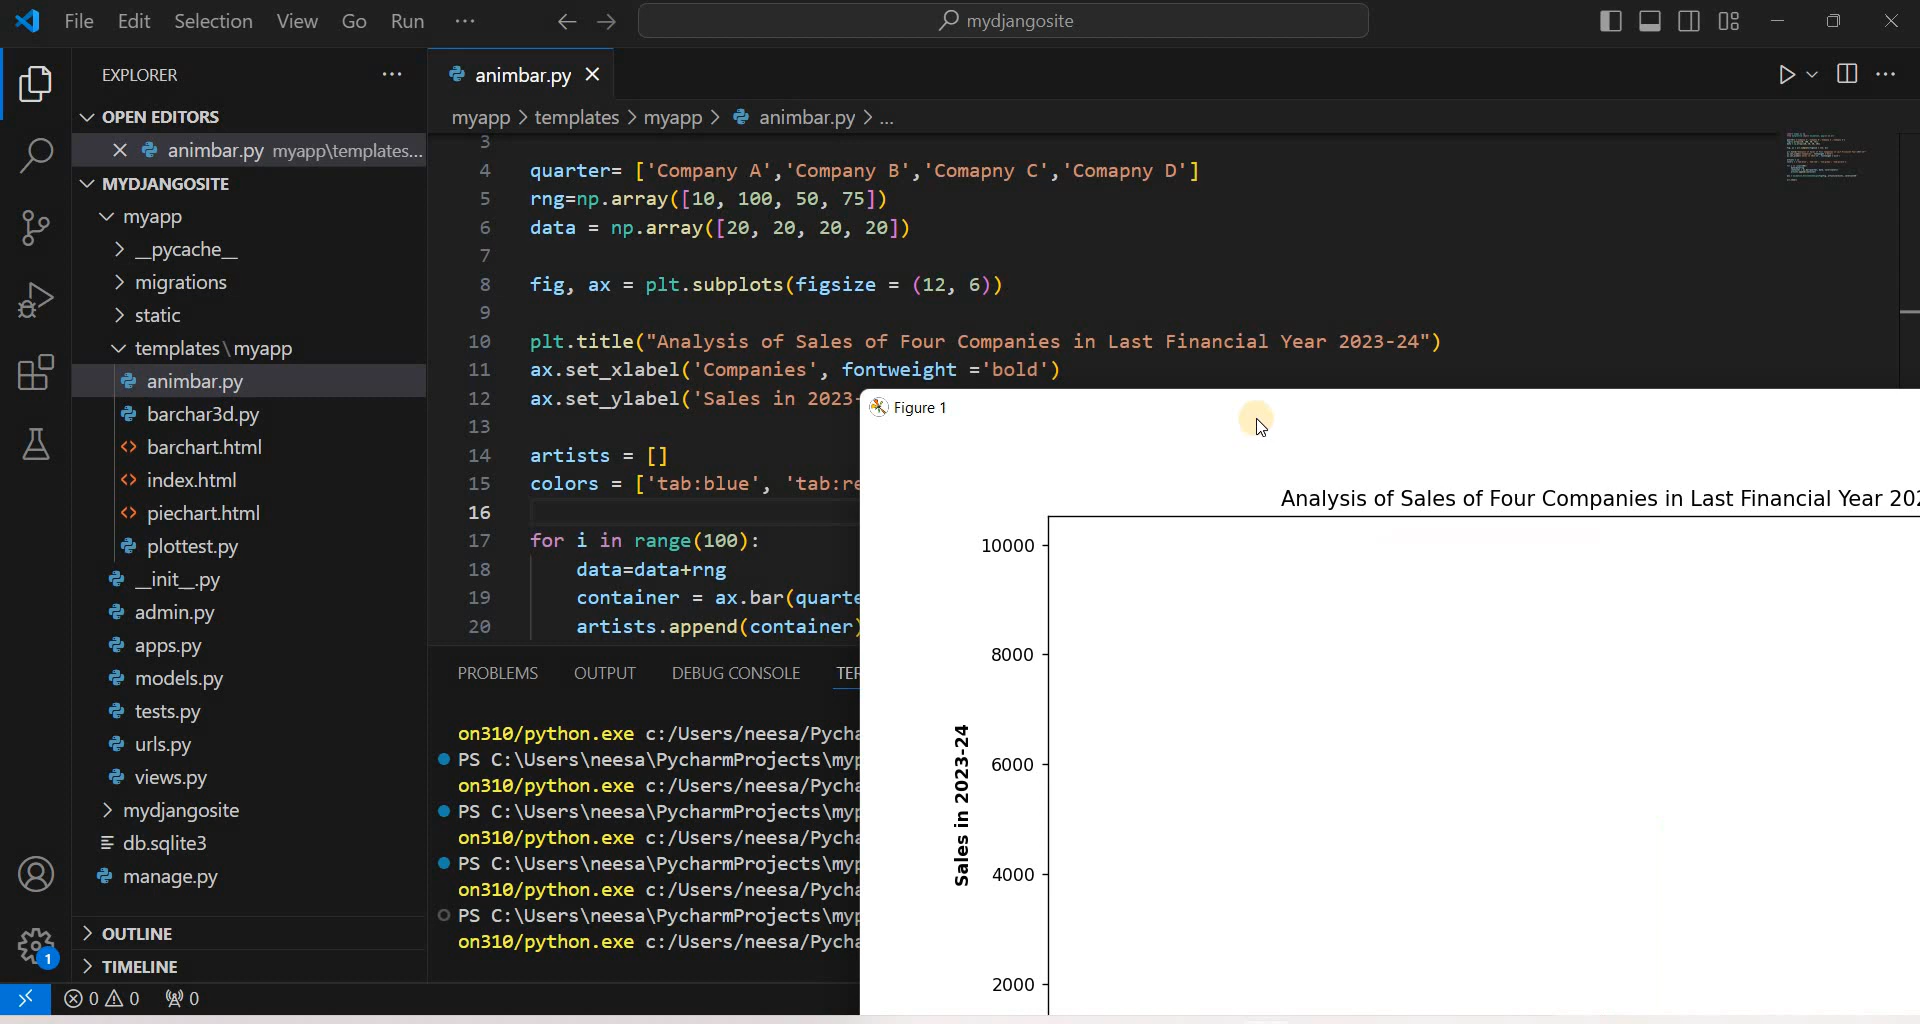 File Edit Selection View Go Run ···
mydjangosite
EXPLORER
OPEN EDITORS
animbar.py myapp\templates...
MYDJANGOSITE
myapp
__pycache__
migrations
static
templates\myapp
animbar.py
barchar3d.py
barchart.html
index.html
piechart.html
plottest.py
__init__.py
admin.py
apps.py
models.py
tests.py
urls.py
views.py
mydjangosite
db.sqlite3
manage.py
OUTLINE
TIMELINE
1
0 0 0
animbar.py
myapp > templates > myapp > animbar.py > ...
3
4 quarter= ['Company A','Company B','Comapny C','Comapny D']
5 rng=np.array([10, 100, 50, 75])
6 data = np.array([20, 20, 20, 20])
7
8 fig, ax = plt.subplots(figsize = (12, 6))
9
10 plt.title("Analysis of Sales of Four Companies in Last Financial Year 2023-24")
11 ax.set_xlabel('Companies', fontweight ='bold')
12 ax.set_ylabel('Sales in 2023-
13
14 artists = []
15 colors = ['tab:blue', 'tab:re
16
17 for i in range(100):
18 data=data+rng
19 container = ax.bar(quarte
20 artists.append(container)
PROBLEMS OUTPUT DEBUG CONSOLE TER
on310/python.exe c:/Users/neesa/Pycha
PS C:\Users\neesa\PycharmProjects\myp
on310/python.exe c:/Users/neesa/Pycha
PS C:\Users\neesa\PycharmProjects\myp
on310/python.exe c:/Users/neesa/Pycha
PS C:\Users\neesa\PycharmProjects\myp
on310/python.exe c:/Users/neesa/Pycha
PS C:\Users\neesa\PycharmProjects\myp
on310/python.exe c:/Users/neesa/Pycha
Figure 1
Analysis of Sales of Four Companies in Last Financial Year 202
10000
8000
6000
4000
2000
Sales in 2023-24